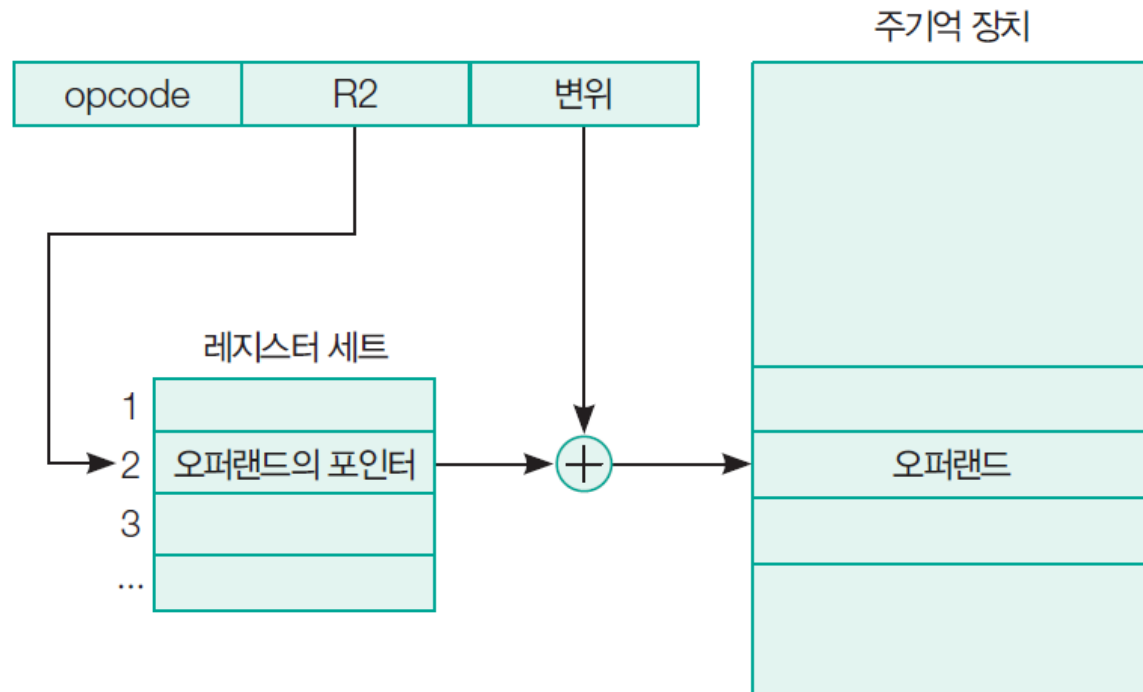 주기억 장치
opcode R2 변위
레지스터 세트
1
2 오퍼랜드의 포인터
오퍼랜드
3
...